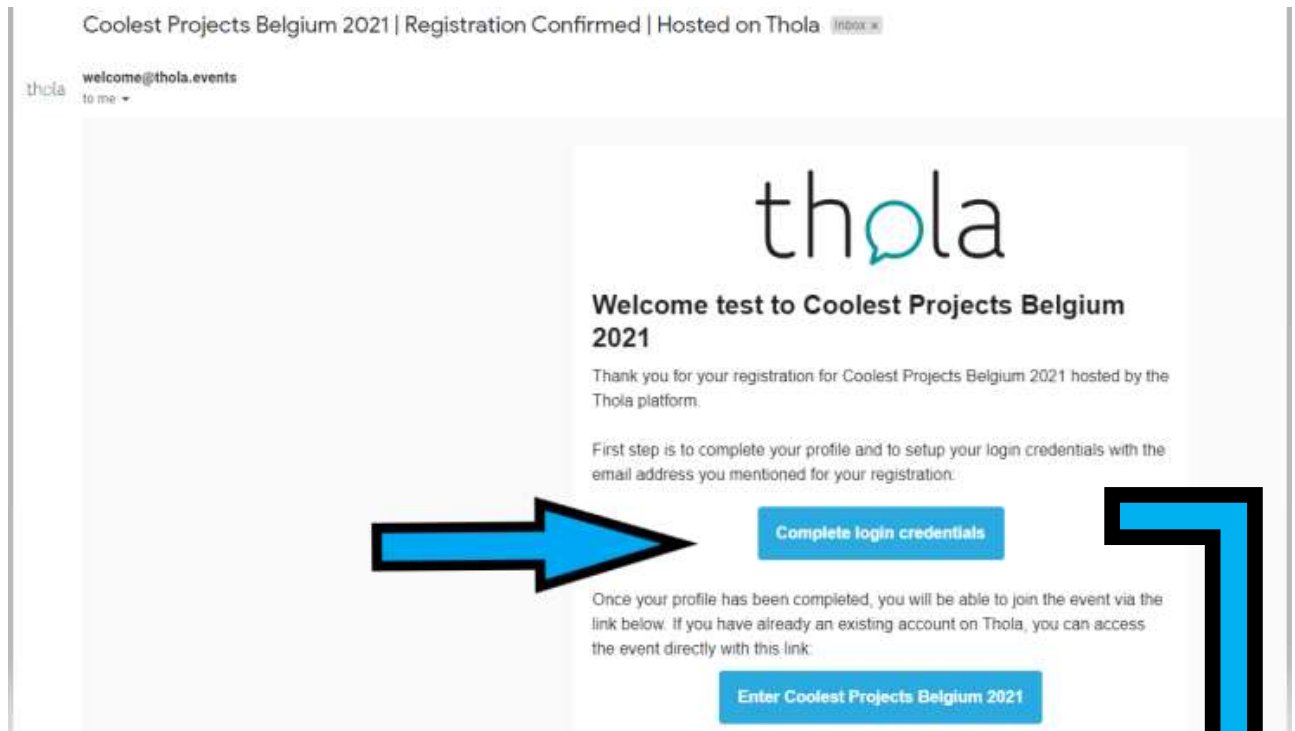 Coolest Projects Belgium 2021 | Registration Confirmed | Hosted on Thola Inbox x
thola
welcome@thola.events
to me
thola
Welcome test to Coolest Projects Belgium
2021
Thank you for your registration for Coolest Projects Belgium 2021 hosted by the
Thola platform.
First step is to complete your profile and to setup your login credentials with the
email address you mentioned for your registration:
Complete login credentials
Once your profile has been completed, you will be able to join the event via the
link below. If you have already an existing account on Thola, you can access
the event directly with this link:
Enter Coolest Projects Belgium 2021